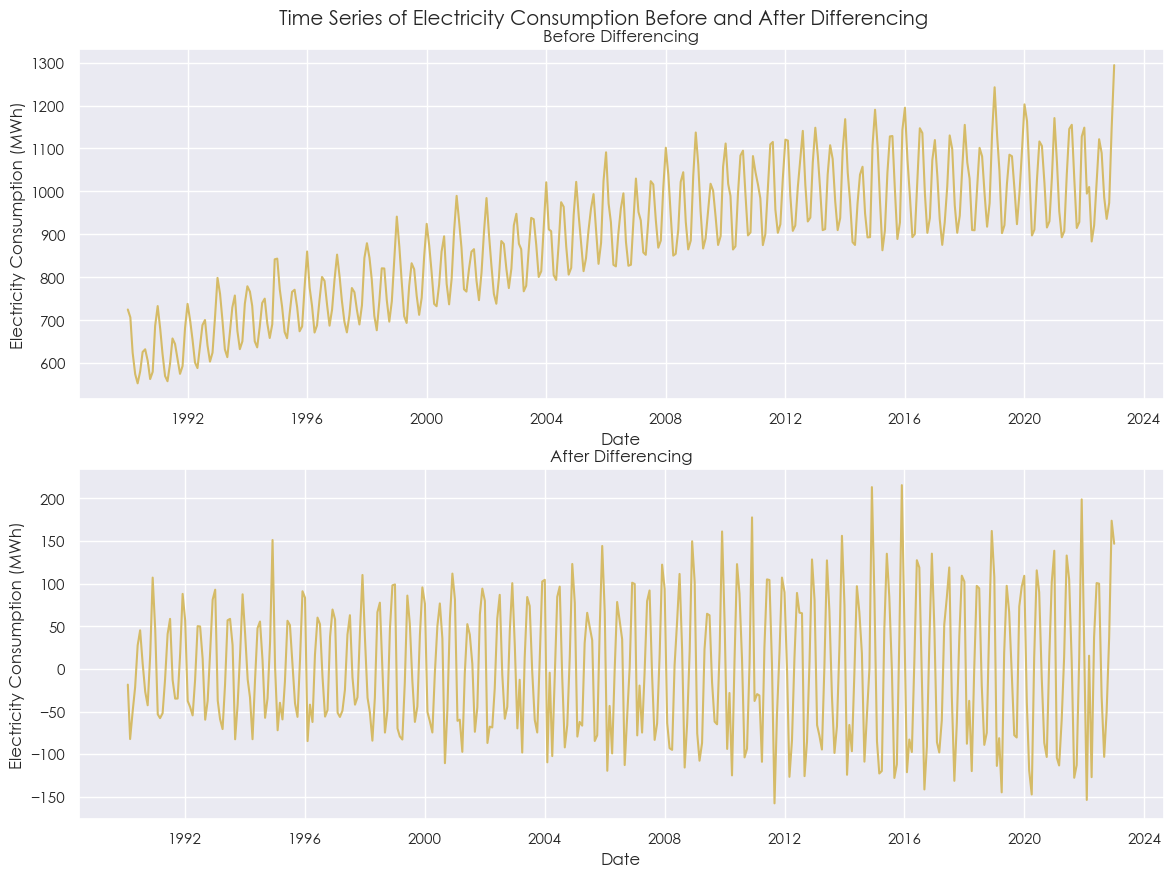 Time Series of Electricity Consumption Before and After Differencing
Before Differencing
Electricity Consumption (MWh)
1300
1200
1100
1000
900
800
700
600
1992 1996 2000 2004 2008 2012 2016 2020 2024
Date
After Differencing
Electricity Consumption (MWh)
200
150
100
50
0
−50
−100
−150
1992 1996 2000 2004 2008 2012 2016 2020 2024
Date